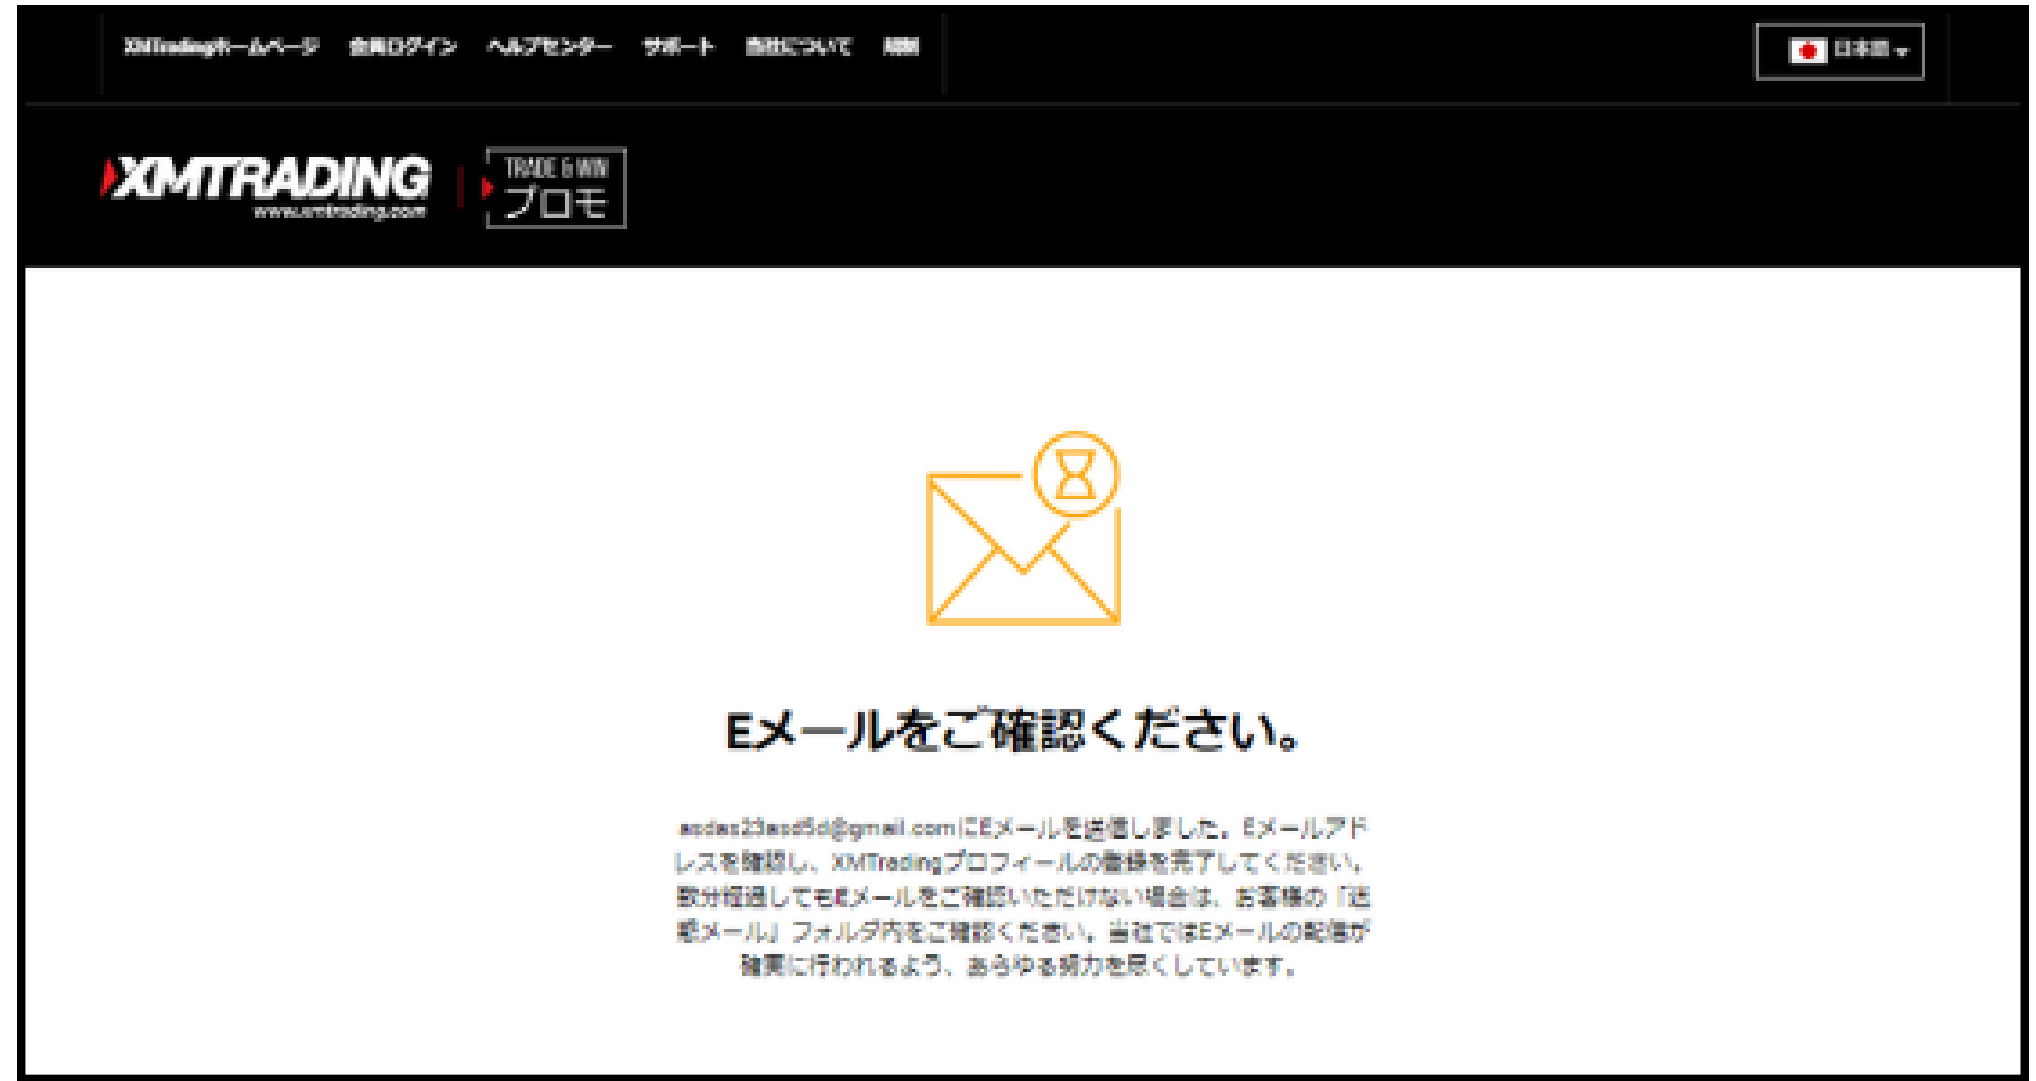 XMTradingホームページ 会員ログイン ヘルプセンター サポート 当社について 規制
日本語
XMTRADING
www.xmtrading.com
TRADE & WIN
プロモ
Eメールをご確認ください。
asdas23asd5d@gmail.comにEメールを送信しました。Eメールアド
レスを確認し、XMTradingプロフィールの登録を完了してください。
数分経過してもEメールをご確認いただけない場合は、お客様の「迷
惑メール」フォルダ内をご確認ください。当社ではEメールの配信が
確実に行われるよう、あらゆる努力を尽くしています。